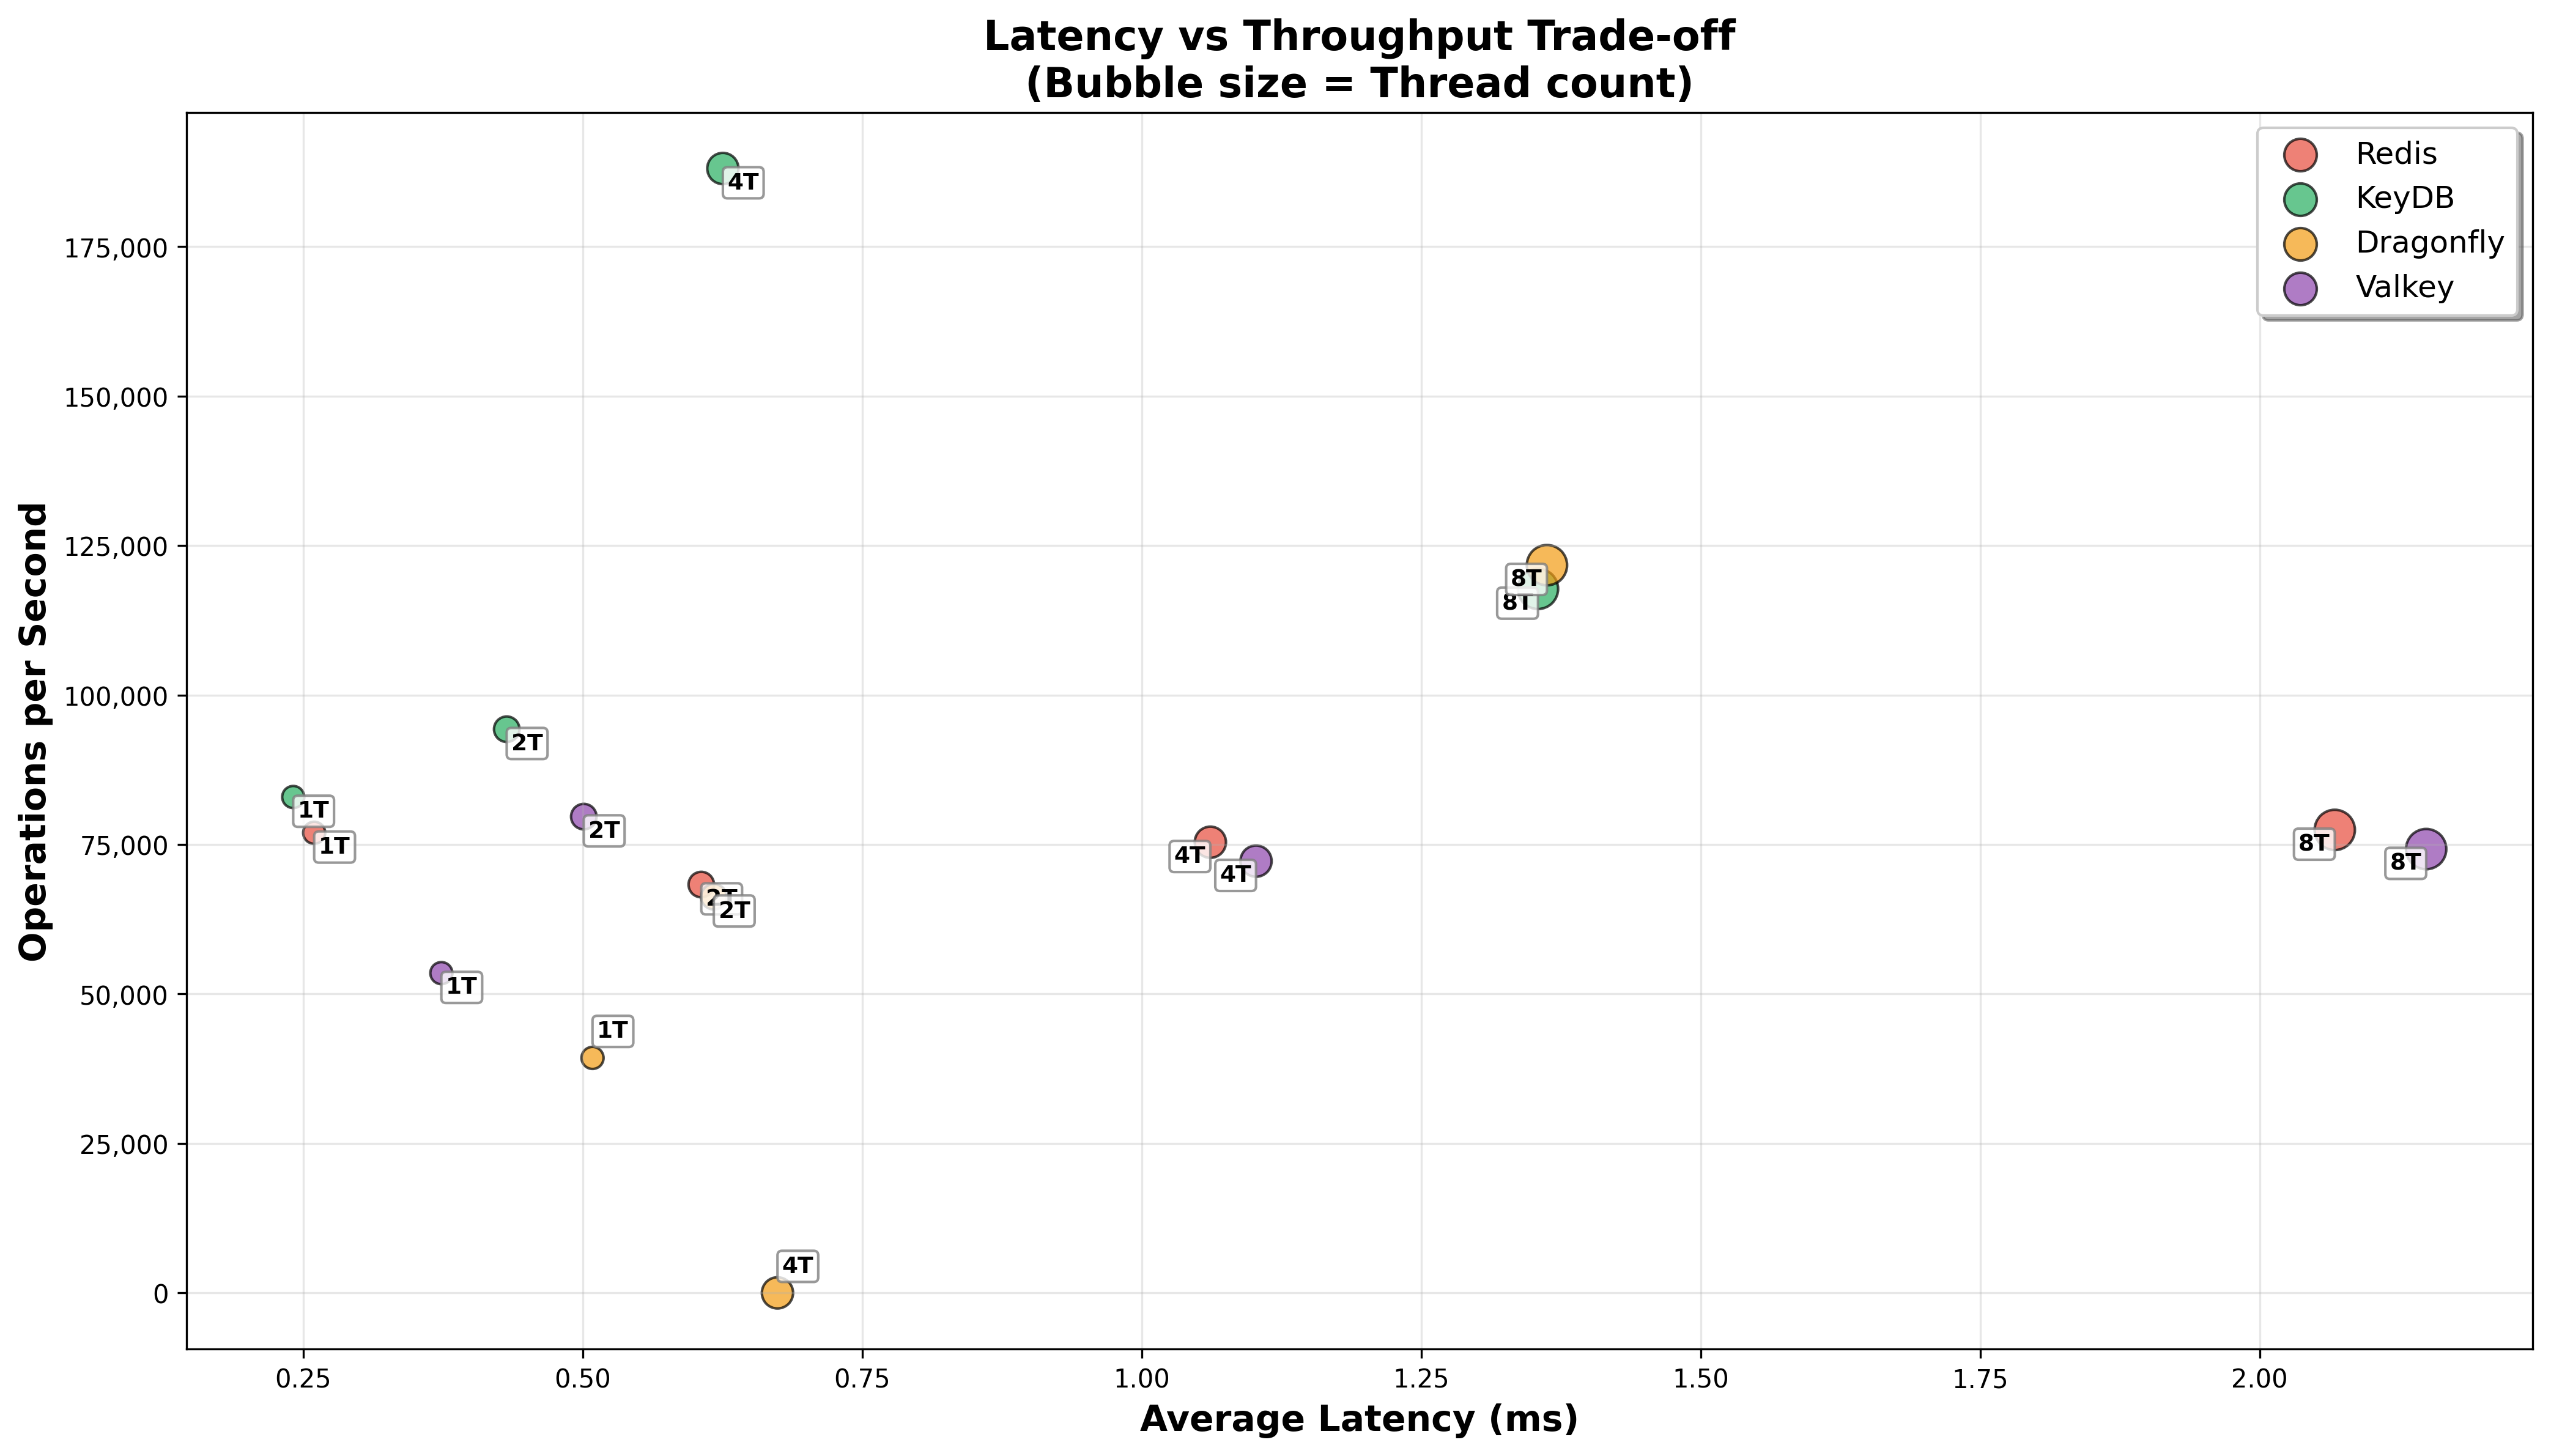 Latency vs Throughput Trade-off
(Bubble size = Thread count)
Redis
KeyDB
Dragonfly
Valkey
Operations per Second
175,000
150,000
125,000
100,000
75,000
50,000
25,000
0
4T
8T
8T
2T
1T
1T
2T
2T
2T
4T
4T
8T
8T
1T
1T
4T
0.25
0.50
0.75
1.00
1.25
1.50
1.75
2.00
Average Latency (ms)